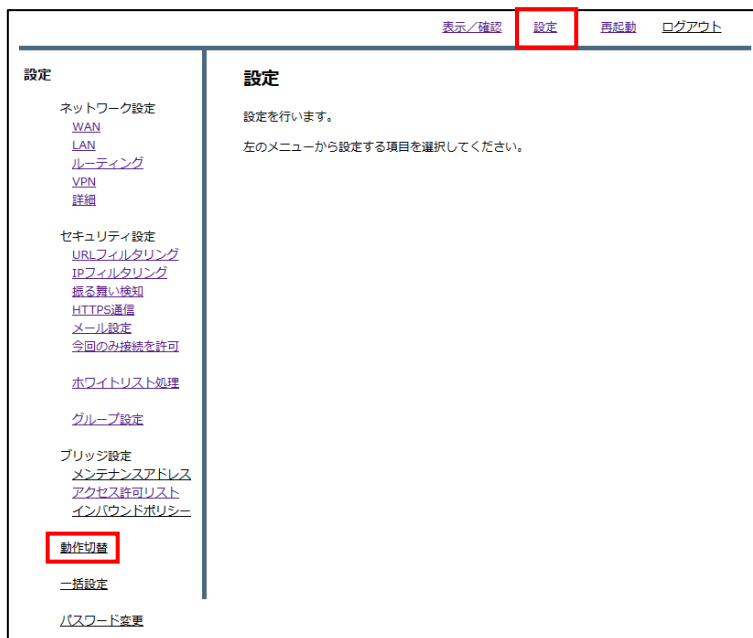 表示／確認 設定 再起動 ログアウト
設定
ネットワーク設定
WAN
LAN
ルーティング
VPN
詳細
セキュリティ設定
URLフィルタリング
IPフィルタリング
振る舞い検知
HTTPS通信
メール設定
今回のみ接続を許可
ホワイトリスト処理
グループ設定
ブリッジ設定
メンテナンスアドレス
アクセス許可リスト
インバウンドポリシー
動作切替
一括設定
パスワード変更
設定
設定を行います。
左のメニューから設定する項目を選択してください。